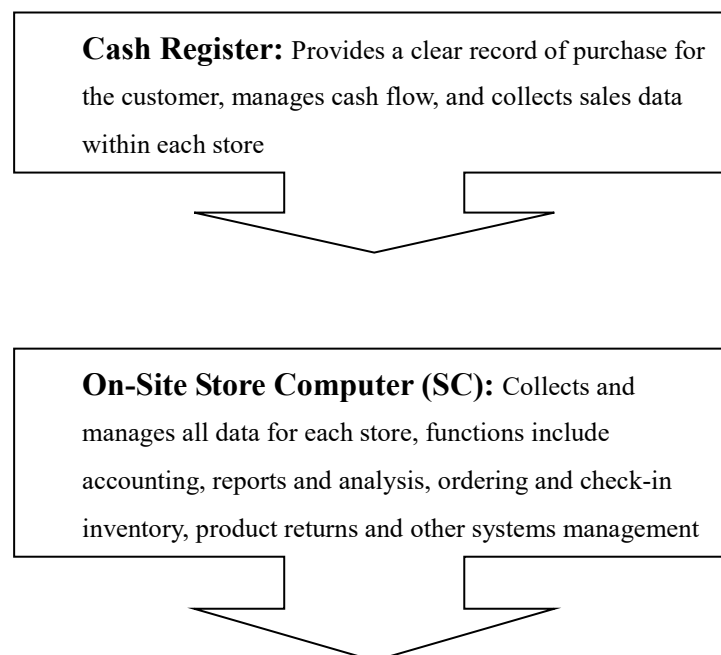 Cash Register: Provides a clear record of purchase for
the customer, manages cash flow, and collects sales data
within each store
On-Site Store Computer (SC): Collects and
manages all data for each store, functions include
accounting, reports and analysis, ordering and check-in
inventory, product returns and other systems management